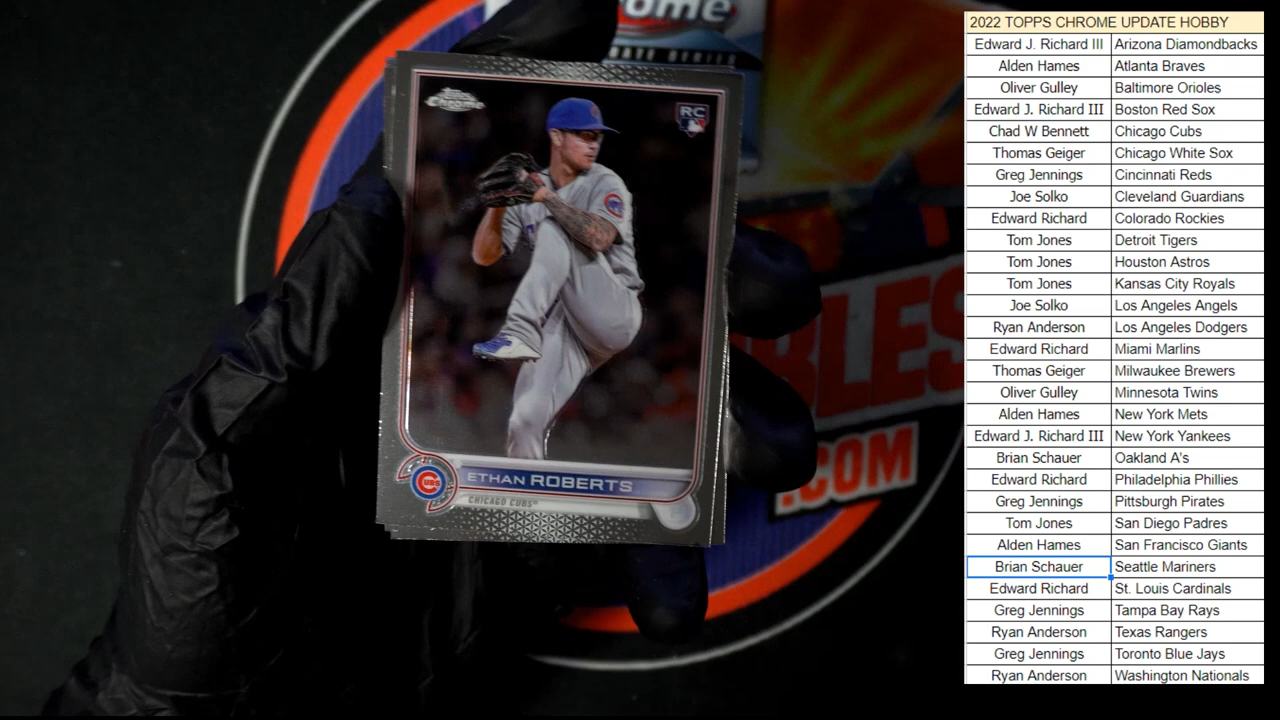 ome
ATE SERIES
Topps
Chrome
RC
CUBS
ETHAN ROBERTS
CHICAGO CUBS
BLES
.COM
2022 TOPPS CHROME UPDATE HOBBY
Edward J. Richard III Arizona Diamondbacks
Alden Hames Atlanta Braves
Oliver Gulley Baltimore Orioles
Edward J. Richard III Boston Red Sox
Chad W Bennett Chicago Cubs
Thomas Geiger Chicago White Sox
Greg Jennings Cincinnati Reds
Joe Solko Cleveland Guardians
Edward Richard Colorado Rockies
Tom Jones Detroit Tigers
Tom Jones Houston Astros
Tom Jones Kansas City Royals
Joe Solko Los Angeles Angels
Ryan Anderson Los Angeles Dodgers
Edward Richard Miami Marlins
Thomas Geiger Milwaukee Brewers
Oliver Gulley Minnesota Twins
Alden Hames New York Mets
Edward J. Richard III New York Yankees
Brian Schauer Oakland A's
Edward Richard Philadelphia Phillies
Greg Jennings Pittsburgh Pirates
Tom Jones San Diego Padres
Alden Hames San Francisco Giants
Brian Schauer Seattle Mariners
Edward Richard St. Louis Cardinals
Greg Jennings Tampa Bay Rays
Ryan Anderson Texas Rangers
Greg Jennings Toronto Blue Jays
Ryan Anderson Washington Nationals